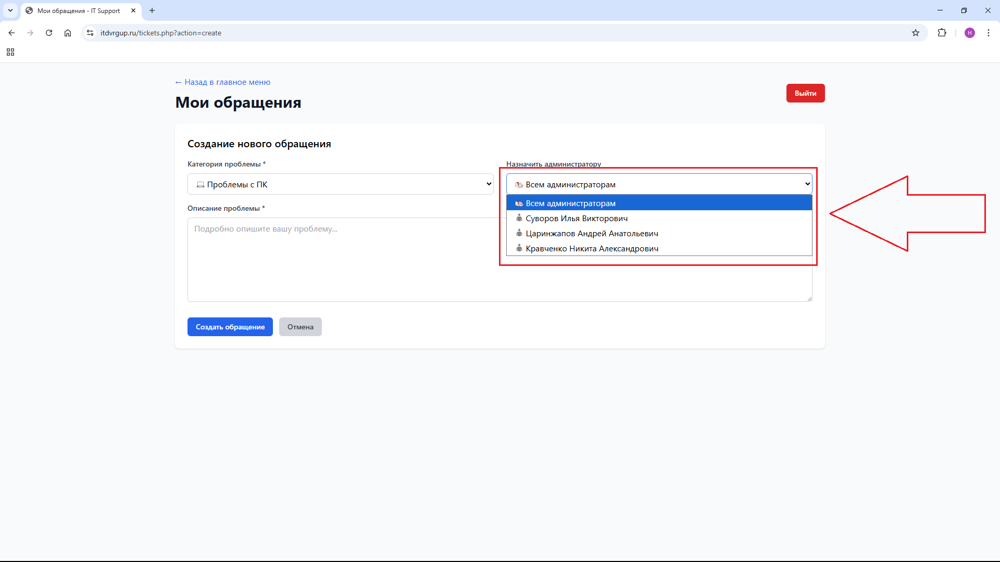 Мои обращения - IT Support
itdvrgup.ru/tickets.php?action=create
H
← Назад в главное меню
Мои обращения
Выйти
Создание нового обращения
Категория проблемы *
Назначить администратору
Проблемы с ПК
Всем администраторам
Всем администраторам
Суворов Илья Викторович
Царинжапов Андрей Анатольевич
Кравченко Никита Александрович
Описание проблемы *
Подробно опишите вашу проблему...
Создать обращение
Отмена